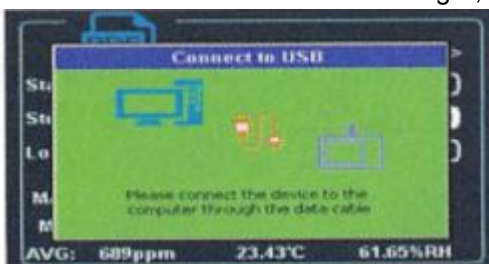 Connect to USB
Please connect the device to the
computer through the data cable
AVG: 689ppm 23.43℃ 61.65%RH